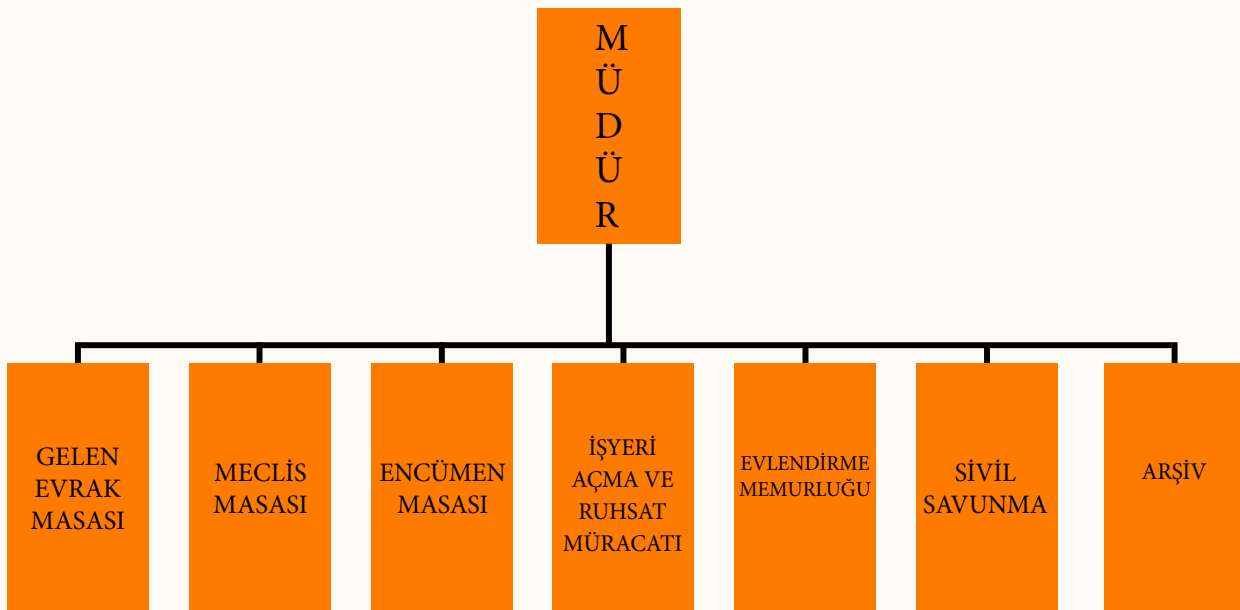 M
Ü
D
Ü
R
GELEN
EVRAK
MASASI
MECLİS
MASASI
ENCÜMEN
MASASI
İŞYERİ
AÇMA VE
RUHSAT
MÜRACATI
EVLENDİRME
MEMURLUĞU
SİVİL
SAVUNMA
ARŞİV